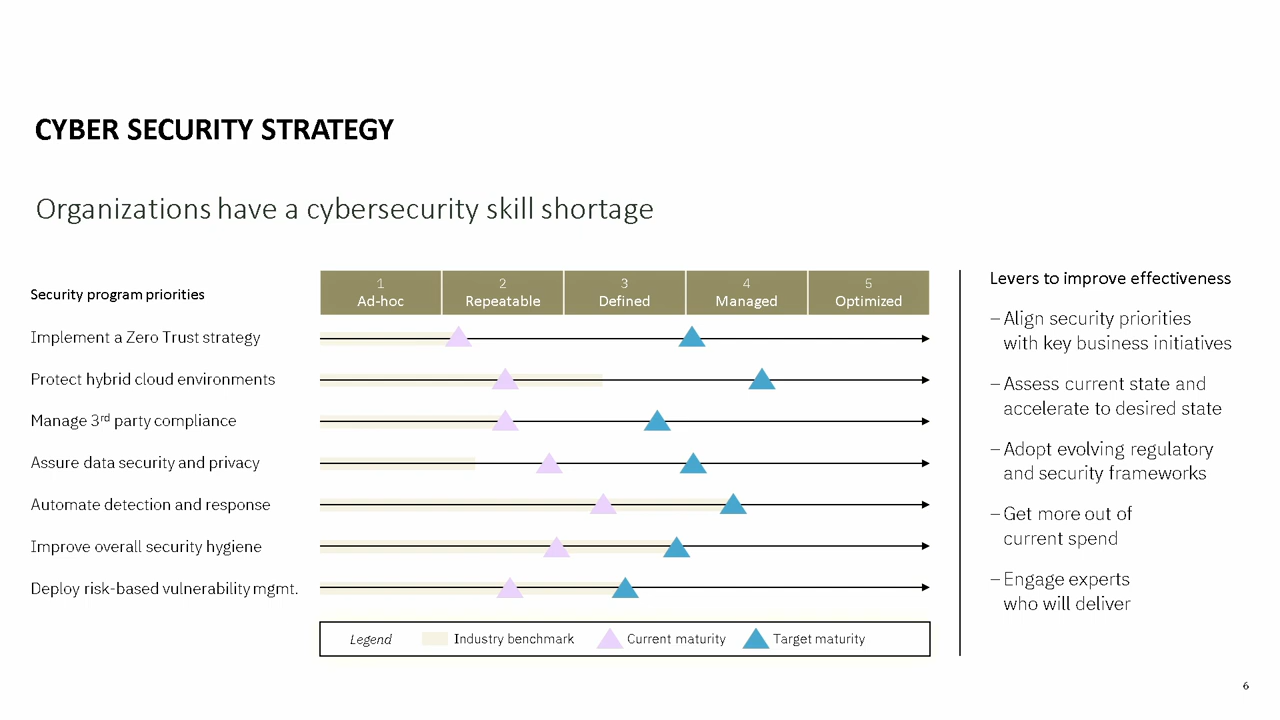 CYBER SECURITY STRATEGY
Organizations have a cybersecurity skill shortage
Security program priorities
1
Ad-hoc
2
Repeatable
3
Defined
4
Managed
5
Optimized
Implement a Zero Trust strategy
Protect hybrid cloud environments
Manage 3rd party compliance
Assure data security and privacy
Automate detection and response
Improve overall security hygiene
Deploy risk-based vulnerability mgmt.
Legend
Industry benchmark
Current maturity
Target maturity
Levers to improve effectiveness
– Align security priorities
with key business initiatives
– Assess current state and
accelerate to desired state
– Adopt evolving regulatory
and security frameworks
– Get more out of
current spend
– Engage experts
who will deliver
6